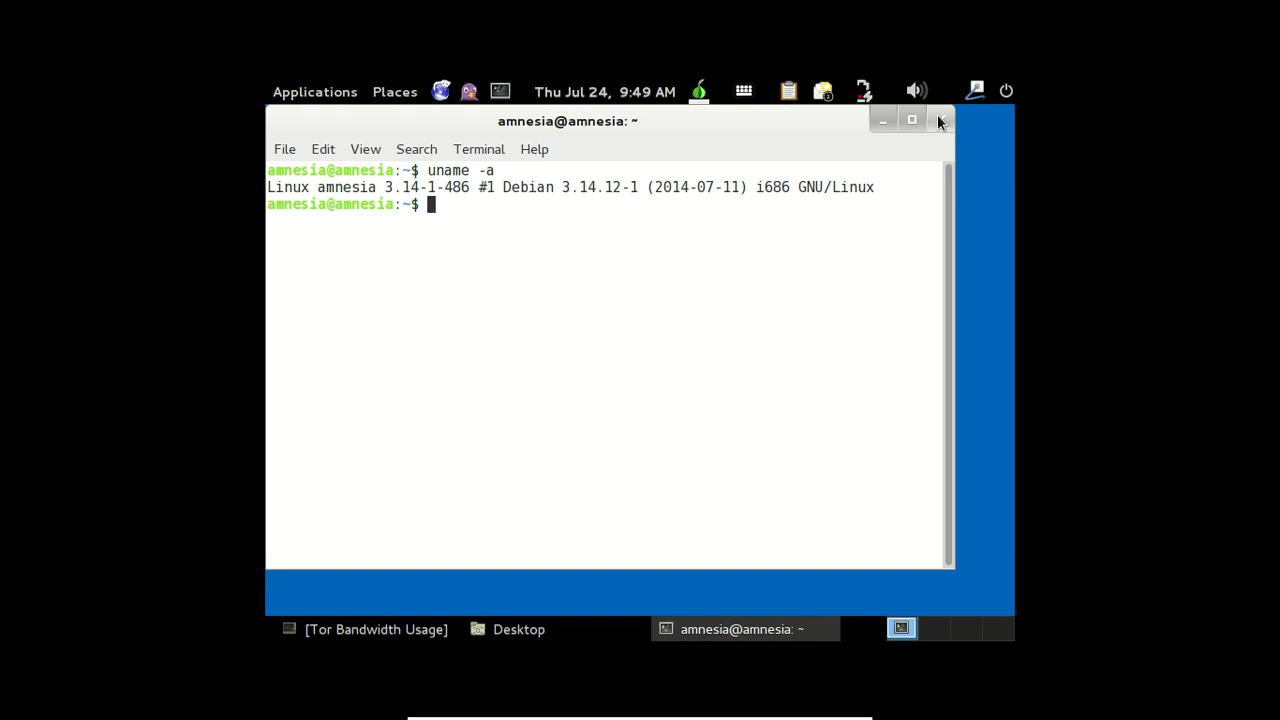 Applications Places Thu Jul 24, 9:49 AM
amnesia@amnesia: ~
File Edit View Search Terminal Help
amnesia@amnesia:~$ uname -a
Linux amnesia 3.14-1-486 #1 Debian 3.14.12-1 (2014-07-11) i686 GNU/Linux
amnesia@amnesia:~$
[Tor Bandwidth Usage] Desktop amnesia@amnesia: ~